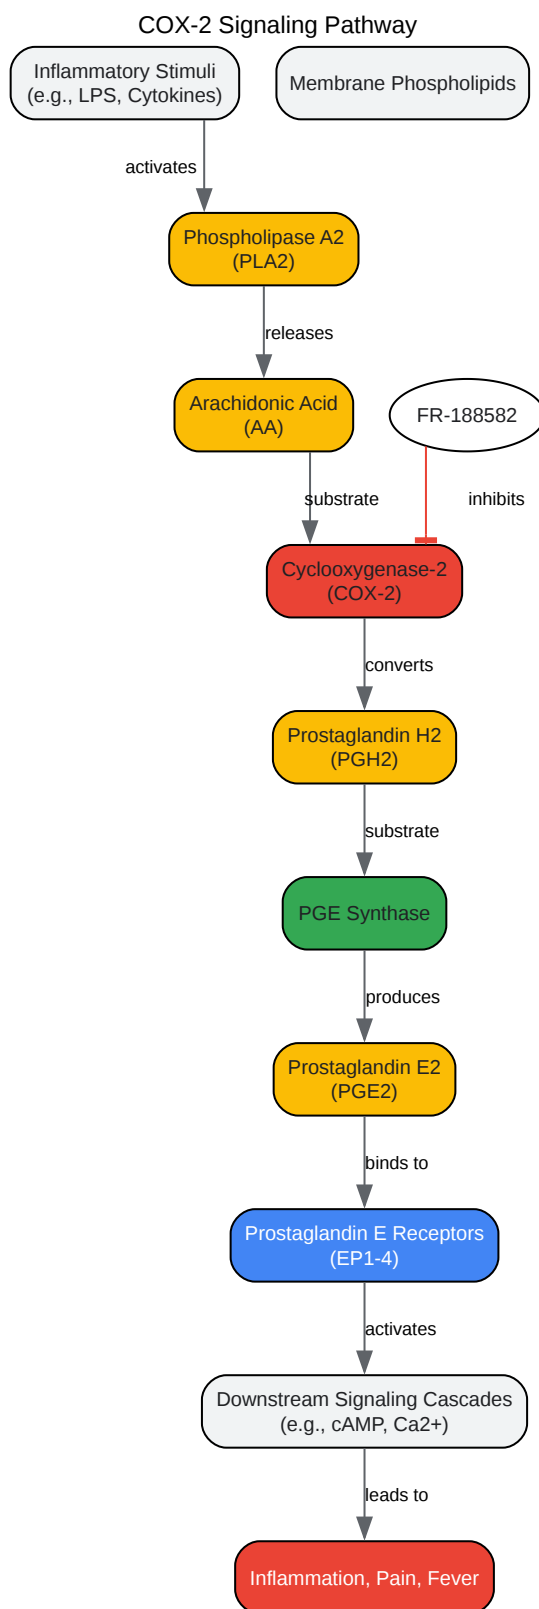 COX-2 Signaling Pathway
Inflammatory Stimuli
(e.g., LPS, Cytokines)
Membrane Phospholipids
activates
Phospholipase A2
(PLA2)
releases
Arachidonic Acid
(AA)
FR-188582
substrate
inhibits
Cyclooxygenase-2
(COX-2)
converts
Prostaglandin H2
(PGH2)
substrate
PGE Synthase
produces
Prostaglandin E2
(PGE2)
binds to
Prostaglandin E Receptors
(EP1-4)
activates
Downstream Signaling Cascades
(e.g., cAMP, Ca2+)
leads to
Inflammation, Pain, Fever